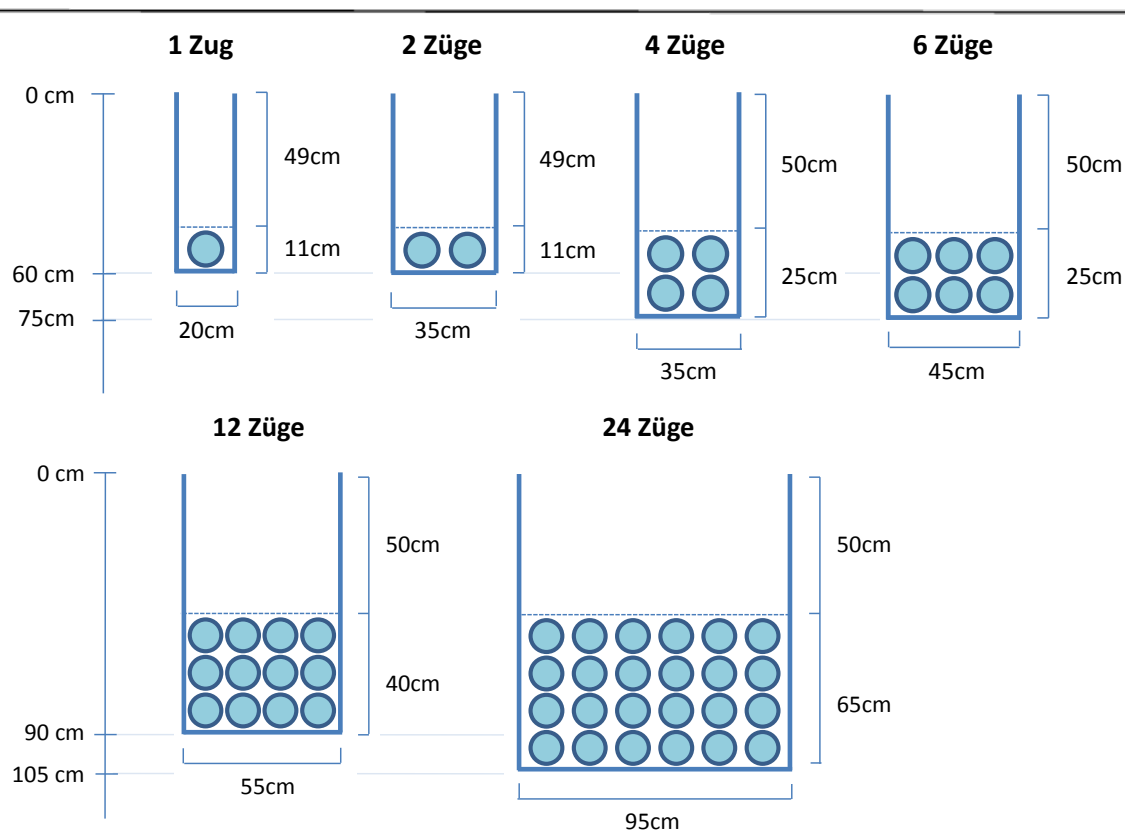 1 Zug 2 Züge 4 Züge 6 Züge
0 cm
49cm 49cm 50cm 50cm
11cm 11cm 25cm 25cm
60 cm
75cm
20cm 35cm
35cm 45cm
12 Züge 24 Züge
0 cm
50cm 50cm
40cm 65cm
90 cm
105 cm
55cm
95cm